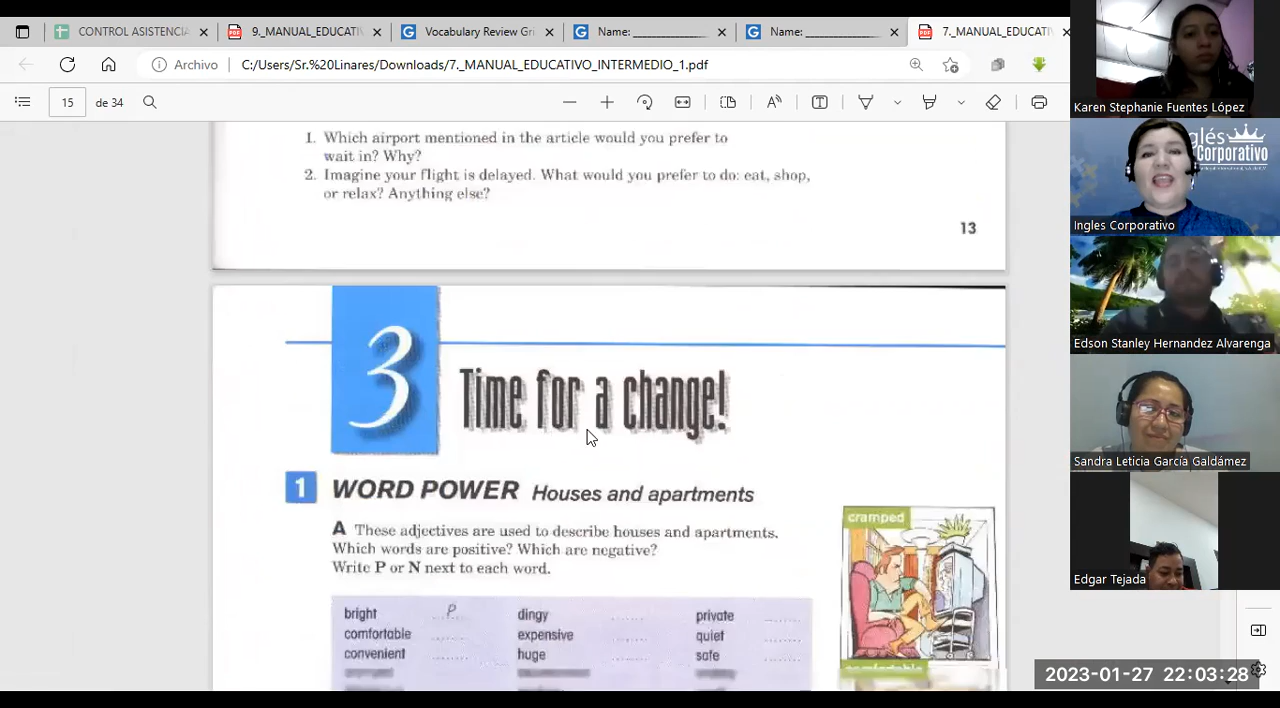 CONTROL ASISTENCIA
9._MANUAL_EDUCATI
Vocabulary Review Gri
Name: ______________
Name: ______________
7._MANUAL_EDUCATI
Archivo
C:/Users/Sr.%20Linares/Downloads/7._MANUAL_EDUCATIVO_INTERMEDIO_1.pdf
15
de 34
1. Which airport mentioned in the article would you prefer to
wait in? Why?
2. Imagine your flight is delayed. What would you prefer to do: eat, shop,
or relax? Anything else?
13
3
Time for a change!
1 WORD POWER Houses and apartments
A These adjectives are used to describe houses and apartments.
Which words are positive? Which are negative?
Write P or N next to each word.
bright P dingy private
comfortable expensive quiet
convenient huge safe
cramped
comfortable
Karen Stephanie Fuentes López
glés
Corporativo
Ingles Corporativo
Edson Stanley Hernandez Alvarenga
Sandra Leticia García Galdámez
Edgar Tejada
2023-01-27 22:03:28